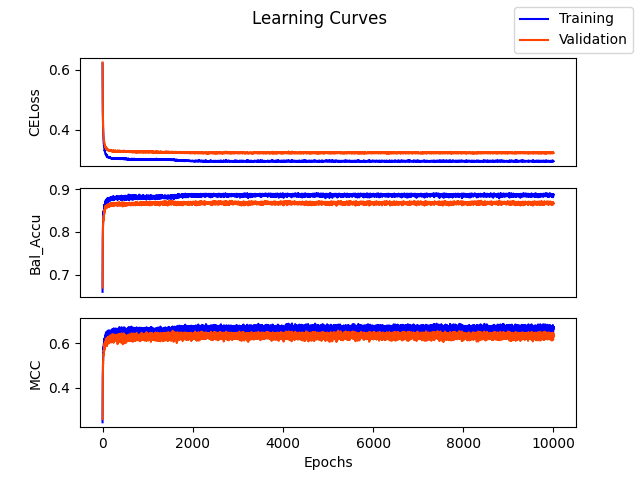 Learning Curves
Training
Validation
CELoss
0.6
0.4
Bal_Accu
0.9
0.8
0.7
MCC
0.6
0.4
0 2000 4000 6000 8000 10000
Epochs